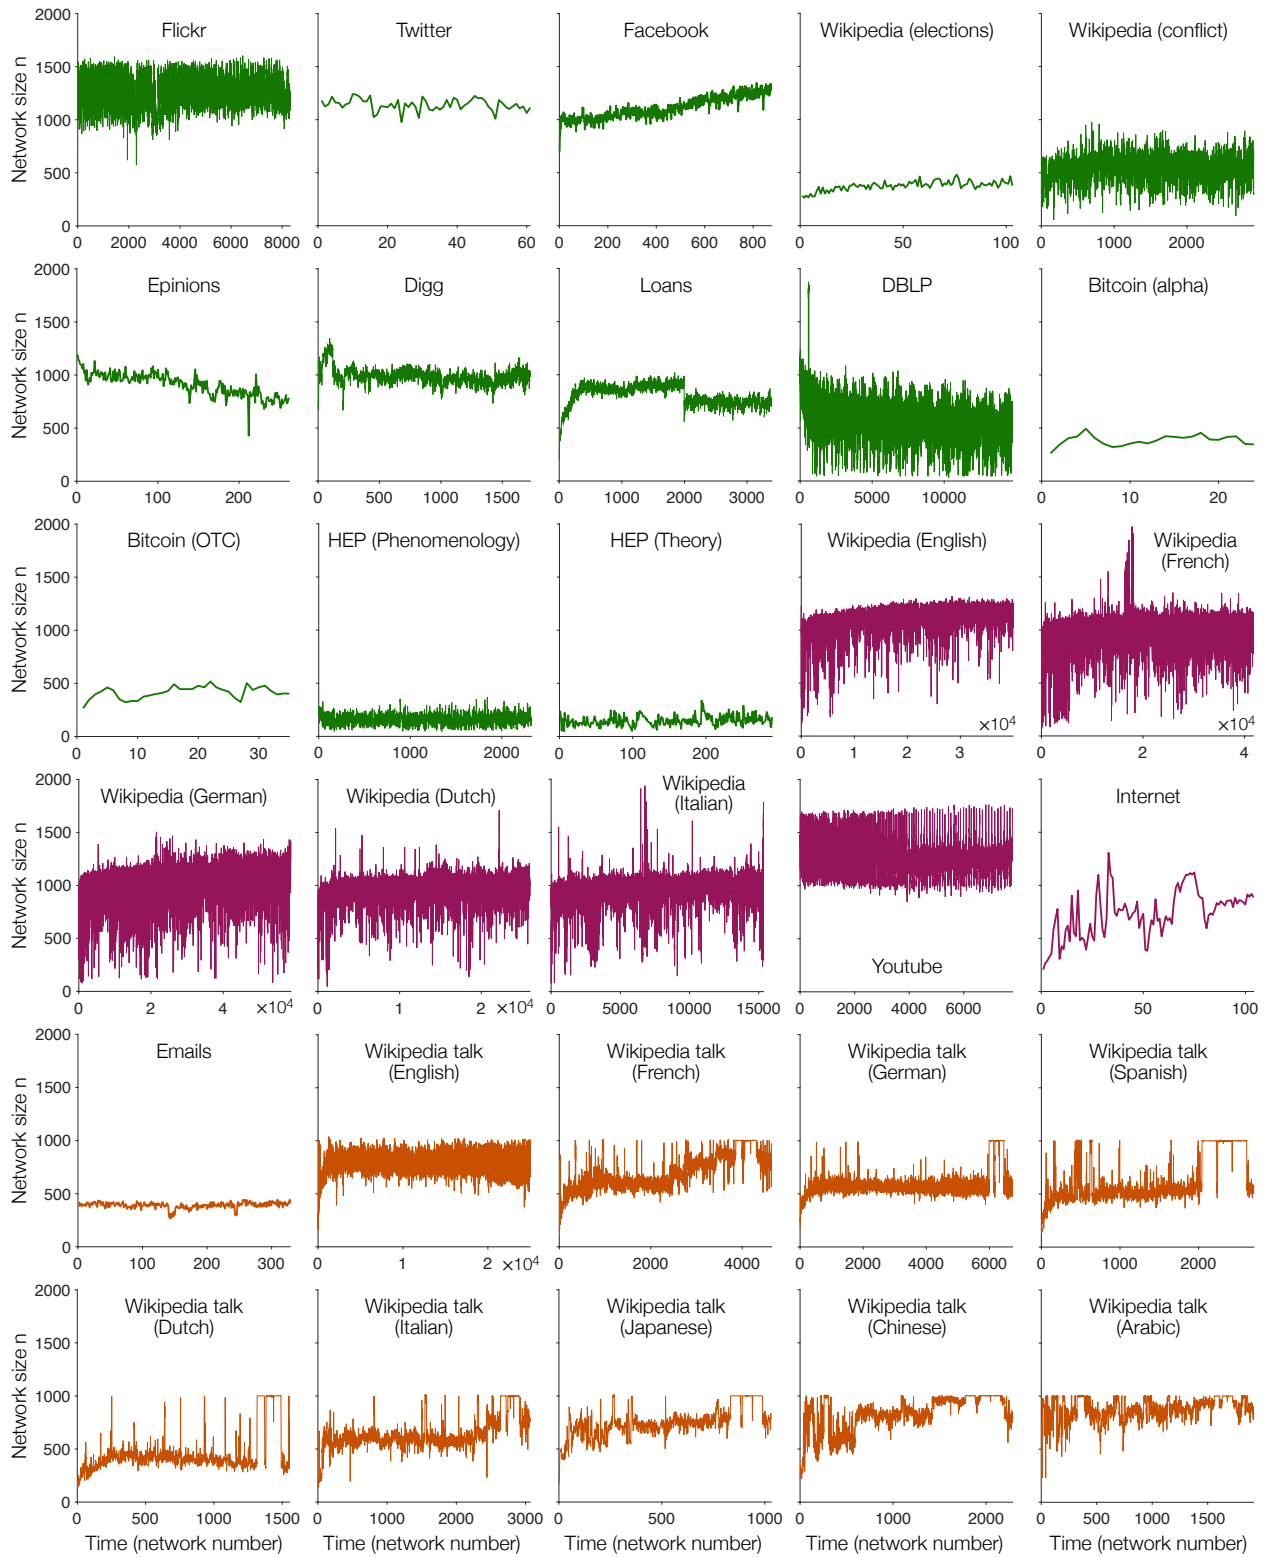 Flickr
Twitter
Facebook
Wikipedia (elections)
Wikipedia (conflict)
Network size n
2000
1500
1000
500
0
0 2000 4000 6000 8000
0 20 40 60
0 200 400 600 800
0 50 100
0 1000 2000
Epinions
Digg
Loans
DBLP
Bitcoin (alpha)
Network size n
2000
1500
1000
500
0
0 100 200
0 500 1000 1500
0 1000 2000 3000
0 5000 10000
0 10 20
Bitcoin (OTC)
HEP (Phenomenology)
HEP (Theory)
Wikipedia (English)
Wikipedia
(French)
Network size n
2000
1500
1000
500
0
0 10 20 30
0 1000 2000
0 100 200
0 1 2 3 ×10⁴
0 2 4 ×10⁴
Wikipedia (German)
Wikipedia (Dutch)
Wikipedia
(Italian)
Youtube
Internet
Network size n
2000
1500
1000
500
0
0 2 4 ×10⁴
0 1 2 ×10⁴
0 5000 10000 15000
0 2000 4000 6000
0 50 100
Emails
Wikipedia talk
(English)
Wikipedia talk
(French)
Wikipedia talk
(German)
Wikipedia talk
(Spanish)
Network size n
2000
1500
1000
500
0
0 100 200 300
0 1 2 ×10⁴
0 2000 4000
0 2000 4000 6000
0 1000 2000
Wikipedia talk
(Dutch)
Wikipedia talk
(Italian)
Wikipedia talk
(Japanese)
Wikipedia talk
(Chinese)
Wikipedia talk
(Arabic)
Network size n
2000
1500
1000
500
0
0 500 1000 1500
0 1000 2000 3000
0 500 1000
0 1000 2000
0 500 1000 1500
Time (network number)
Time (network number)
Time (network number)
Time (network number)
Time (network number)